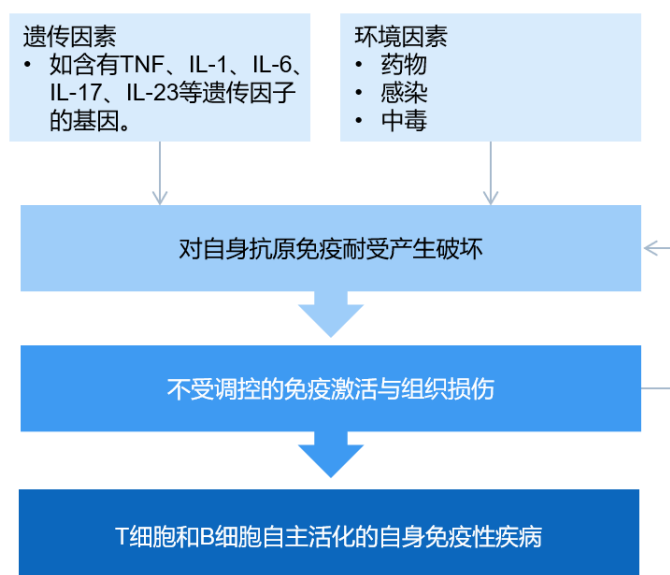 遗传因素
• 如含有TNF、IL-1、IL-6、
IL-17、IL-23等遗传因子
的基因。
环境因素
• 药物
• 感染
• 中毒
对自身抗原免疫耐受产生破坏
不受调控的免疫激活与组织损伤
T细胞和B细胞自主活化的自身免疫性疾病